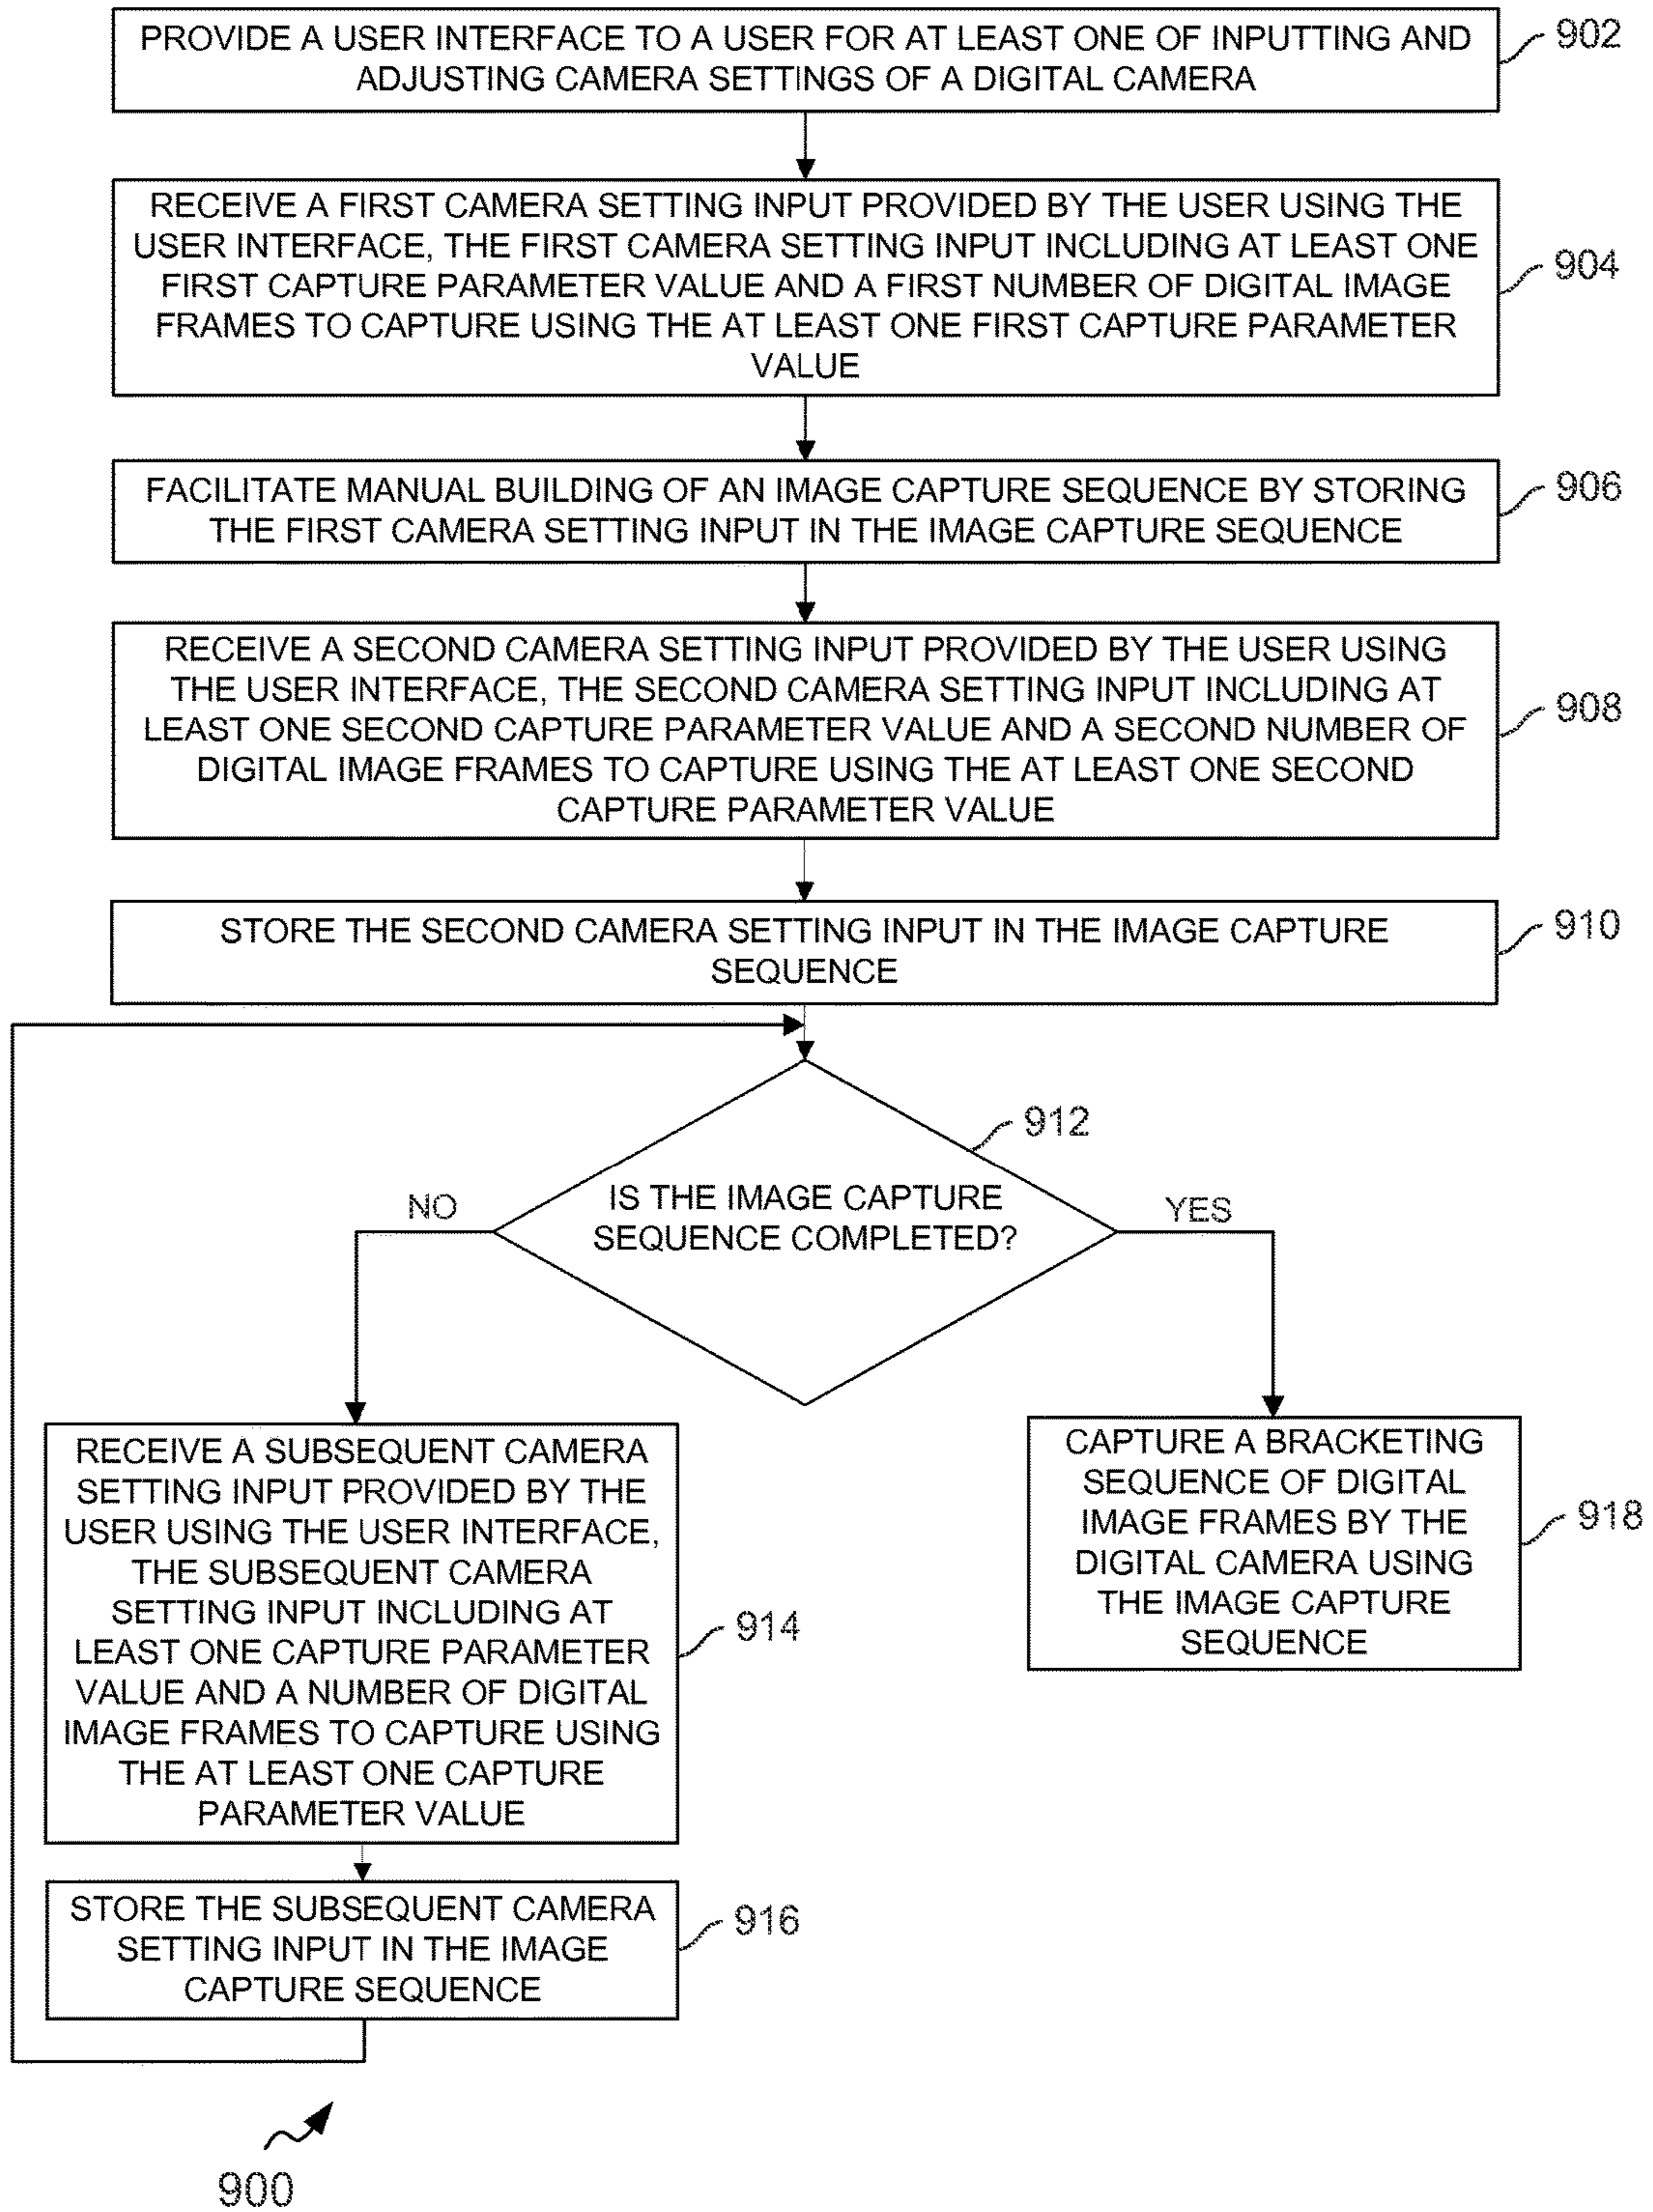 PROVIDE A USER INTERFACE TO A USER FOR AT LEAST ONE OF INPUTTING AND
ADJUSTING CAMERA SETTINGS OF A DIGITAL CAMERA
902
RECEIVE A FIRST CAMERA SETTING INPUT PROVIDED BY THE USER USING THE
USER INTERFACE, THE FIRST CAMERA SETTING INPUT INCLUDING AT LEAST ONE
FIRST CAPTURE PARAMETER VALUE AND A FIRST NUMBER OF DIGITAL IMAGE
FRAMES TO CAPTURE USING THE AT LEAST ONE FIRST CAPTURE PARAMETER
VALUE
904
FACILITATE MANUAL BUILDING OF AN IMAGE CAPTURE SEQUENCE BY STORING
THE FIRST CAMERA SETTING INPUT IN THE IMAGE CAPTURE SEQUENCE
906
RECEIVE A SECOND CAMERA SETTING INPUT PROVIDED BY THE USER USING
THE USER INTERFACE, THE SECOND CAMERA SETTING INPUT INCLUDING AT
LEAST ONE SECOND CAPTURE PARAMETER VALUE AND A SECOND NUMBER OF
DIGITAL IMAGE FRAMES TO CAPTURE USING THE AT LEAST ONE SECOND
CAPTURE PARAMETER VALUE
908
STORE THE SECOND CAMERA SETTING INPUT IN THE IMAGE CAPTURE
SEQUENCE
910
912
IS THE IMAGE CAPTURE
SEQUENCE COMPLETED?
NO
YES
RECEIVE A SUBSEQUENT CAMERA
SETTING INPUT PROVIDED BY THE
USER USING THE USER INTERFACE,
THE SUBSEQUENT CAMERA
SETTING INPUT INCLUDING AT
LEAST ONE CAPTURE PARAMETER
VALUE AND A NUMBER OF DIGITAL
IMAGE FRAMES TO CAPTURE USING
THE AT LEAST ONE CAPTURE
PARAMETER VALUE
914
CAPTURE A BRACKETING
SEQUENCE OF DIGITAL
IMAGE FRAMES BY THE
DIGITAL CAMERA USING
THE IMAGE CAPTURE
SEQUENCE
918
STORE THE SUBSEQUENT CAMERA
SETTING INPUT IN THE IMAGE
CAPTURE SEQUENCE
916
900